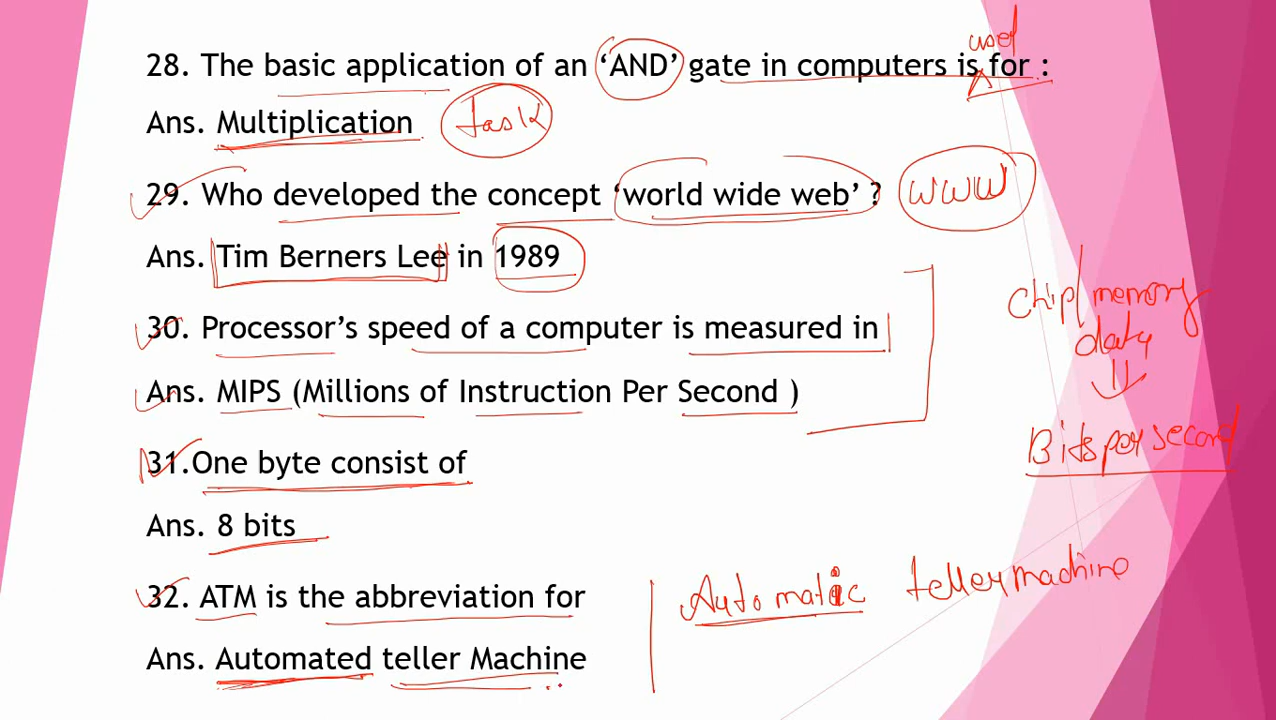 used
28. The basic application of an ‘AND’ gate in computers is for :
Ans. Multiplication task
29. Who developed the concept ‘world wide web’ ? WWW
Ans. Tim Berners Lee in 1989
30. Processor’s speed of a computer is measured in
Ans. MIPS (Millions of Instruction Per Second )
chip/memory
data
Bits per second
31.One byte consist of
Ans. 8 bits
32. ATM is the abbreviation for
Automatic teller machine
Ans. Automated teller Machine